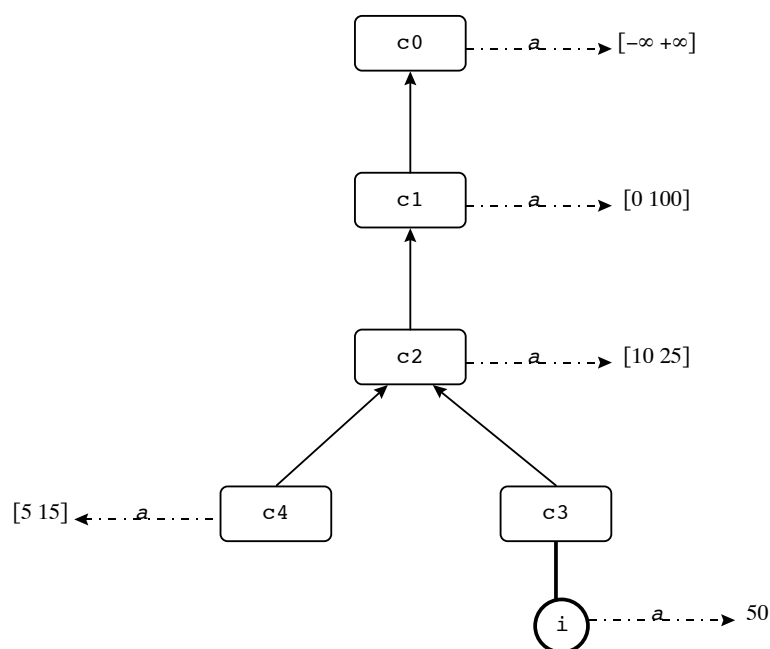 c0 a [–∞ +∞]
c1 a [0 100]
c2 a [10 25]
[5 15] a c4 c3
i a 50